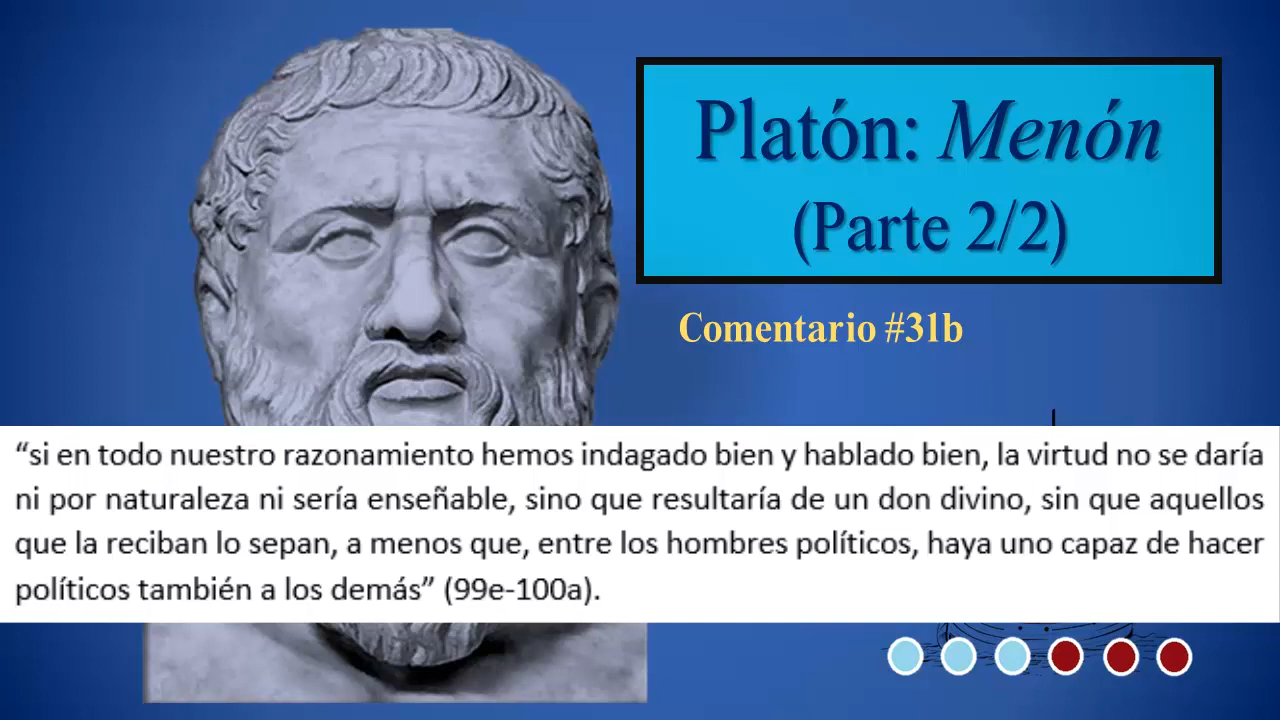 Platón: Menón
(Parte 2/2)
Comentario #31b
“si en todo nuestro razonamiento hemos indagado bien y hablado bien, la virtud no se daría
ni por naturaleza ni sería enseñable, sino que resultaría de un don divino, sin que aquellos
que la reciban lo sepan, a menos que, entre los hombres políticos, haya uno capaz de hacer
políticos también a los demás” (99e-100a).